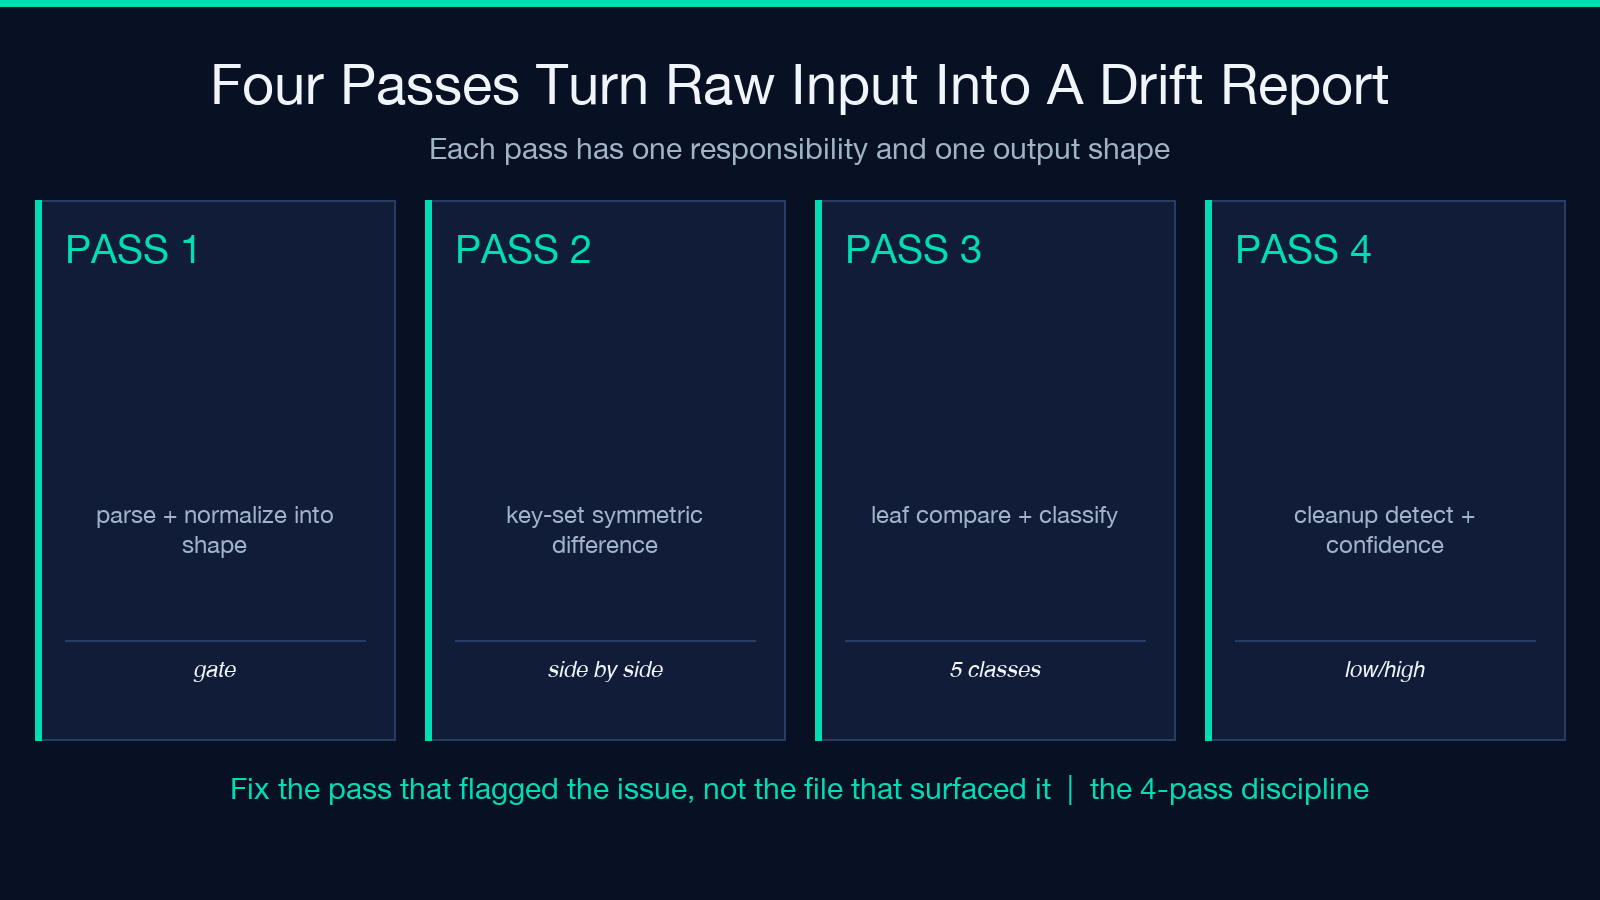 Four Passes Turn Raw Input Into A Drift Report
Each pass has one responsibility and one output shape
PASS 1
parse + normalize into
shape
gate
PASS 2
key-set symmetric
difference
side by side
PASS 3
leaf compare + classify
5 classes
PASS 4
cleanup detect +
confidence
low/high
Fix the pass that flagged the issue, not the file that surfaced it | the 4-pass discipline